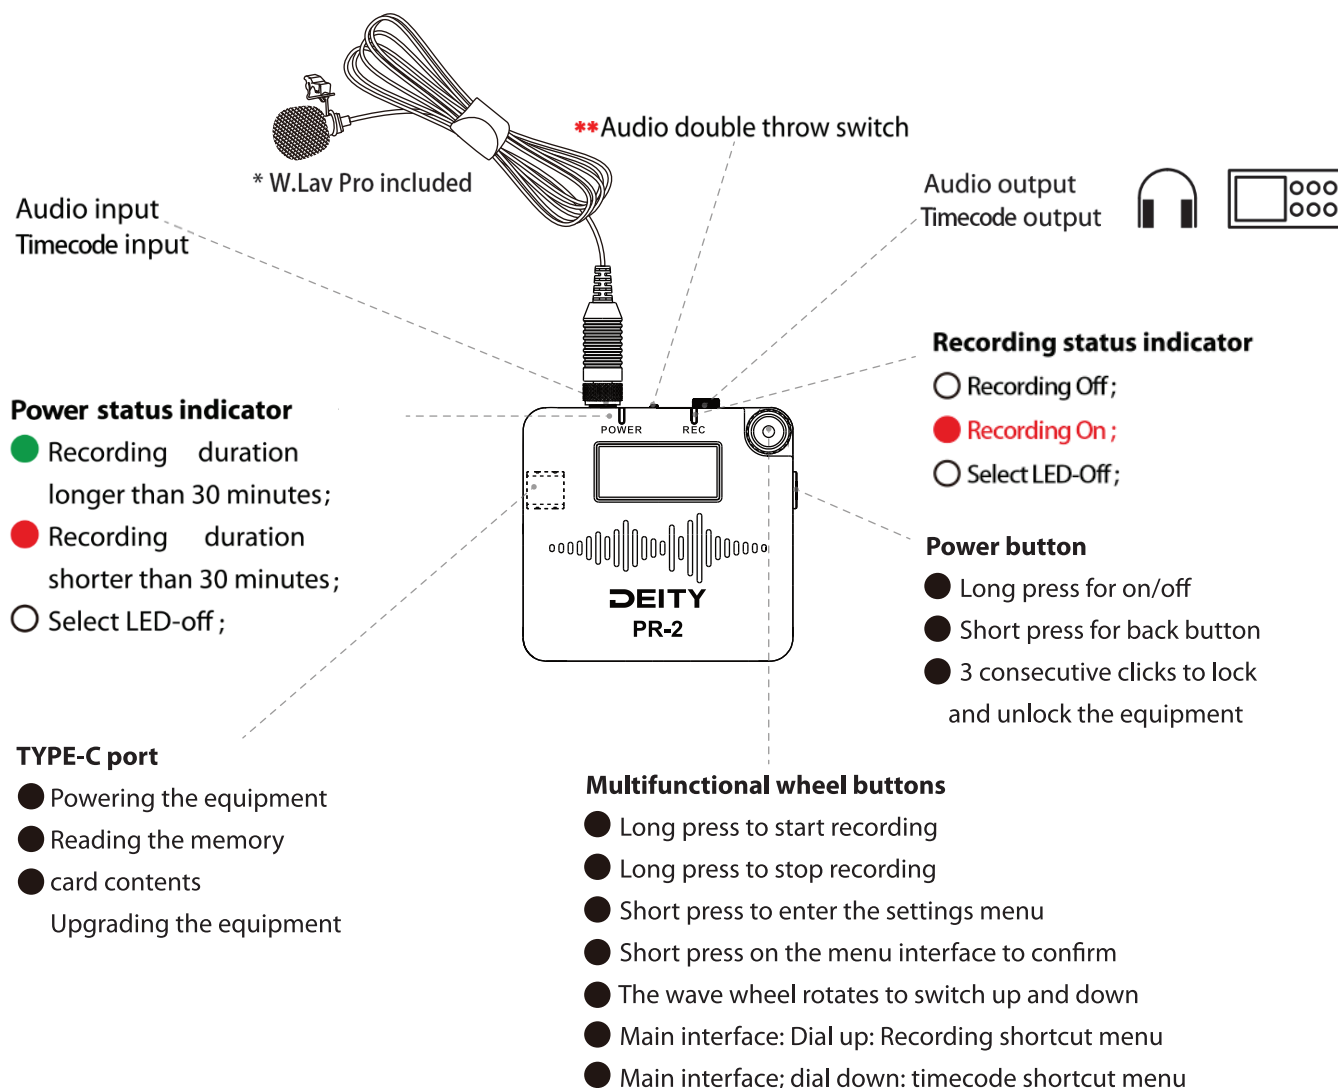 **Audio double throw switch
* W.Lav Pro included
Audio input
Timecode input
Audio output
Timecode output
Recording status indicator
Recording Off;
Recording On;
Select LED-Off;
Power status indicator
Recording duration
longer than 30 minutes;
Recording duration
shorter than 30 minutes;
Select LED-off;
POWER
REC
DEITY
PR-2
Power button
Long press for on/off
Short press for back button
3 consecutive clicks to lock
and unlock the equipment
TYPE-C port
Powering the equipment
Reading the memory
card contents
Upgrading the equipment
Multifunctional wheel buttons
Long press to start recording
Long press to stop recording
Short press to enter the settings menu
Short press on the menu interface to confirm
The wave wheel rotates to switch up and down
Main interface: Dial up: Recording shortcut menu
Main interface; dial down: timecode shortcut menu